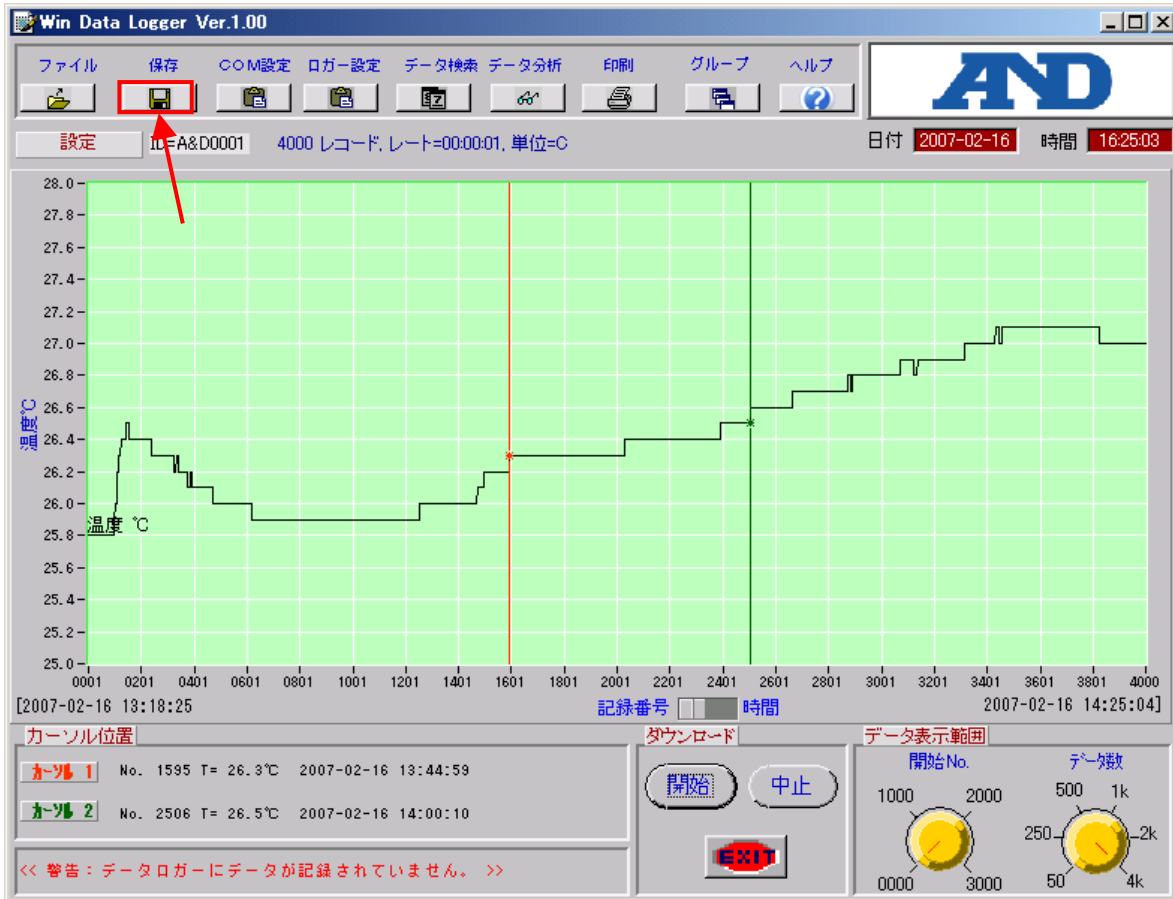 Win Data Logger Ver.1.00
ファイル 保存 COM設定 ロガー設定 データ検索 データ分析 印刷 グループ ヘルプ
AND
設定 ID=A&D0001 4000 レコード, レート=00:00:01, 単位=C 日付 2007-02-16 時間 16:25:03
28.0
27.8
27.6
27.4
27.2
27.0
26.8
26.6
26.4
26.2
26.0
25.8
25.6
25.4
25.2
25.0
温度℃
温度 ℃
0001 0201 0401 0601 0801 1001 1201 1401 1601 1801 2001 2201 2401 2601 2801 3001 3201 3401 3601 3801 4000
[2007-02-16 13:18:25 記録番号 時間 2007-02-16 14:25:04]
カーソル位置
カーソル 1 No. 1595 T= 26.3℃ 2007-02-16 13:44:59
カーソル 2 No. 2506 T= 26.5℃ 2007-02-16 14:00:10
<< 警告：データロガーにデータが記録されていません。 >>
ダウンロード
開始 中止
EXIT
データ表示範囲
開始No. データ数
1000 2000 500 1k
250 2k
0000 3000 50 4k